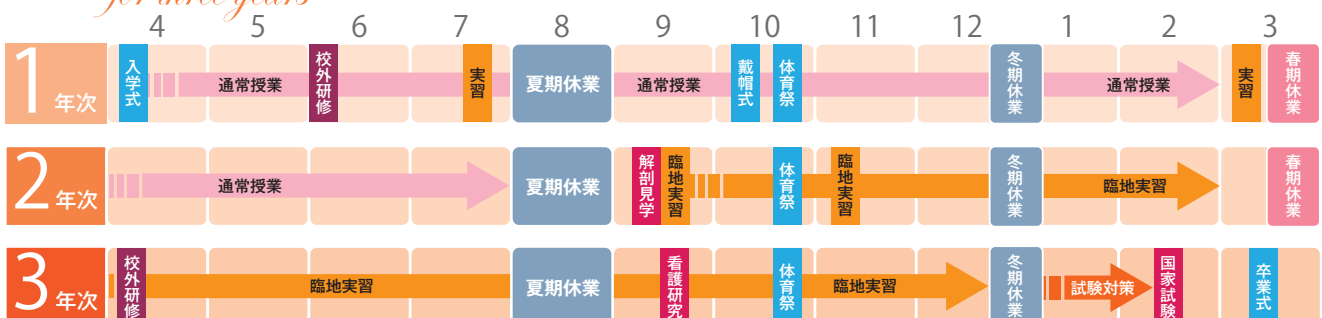 for three years
4 5 6 7 8 9 10 11 12 1 2 3
1年次
入学式
通常授業
校外研修
実習
夏期休業
通常授業
戴帽式
体育祭
冬期休業
通常授業
実習
春期休業
2年次
通常授業
夏期休業
解剖見学
臨地実習
体育祭
臨地実習
冬期休業
臨地実習
春期休業
3年次
校外研修
臨地実習
夏期休業
看護研究
体育祭
臨地実習
冬期休業
試験対策
国家試験
卒業式